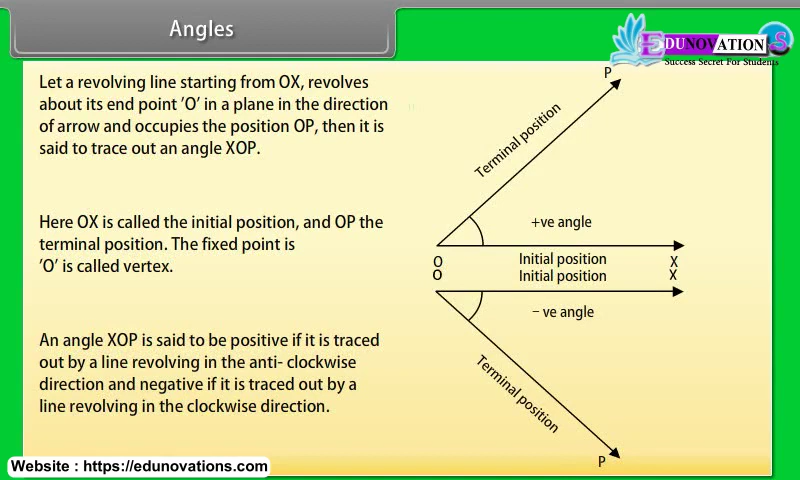 Angles
EDUNOVATIONS
Success Secret For Students
Let a revolving line starting from OX, revolves
about its end point ’O’ in a plane in the direction
of arrow and occupies the position OP, then it is
said to trace out an angle XOP.
Here OX is called the initial position, and OP the
terminal position. The fixed point is
’O’ is called vertex.
An angle XOP is said to be positive if it is traced
out by a line revolving in the anti- clockwise
direction and negative if it is traced out by a
line revolving in the clockwise direction.
P
Terminal position
+ve angle
O Initial position X
O Initial position X
– ve angle
Terminal position
P
Website : https://edunovations.com